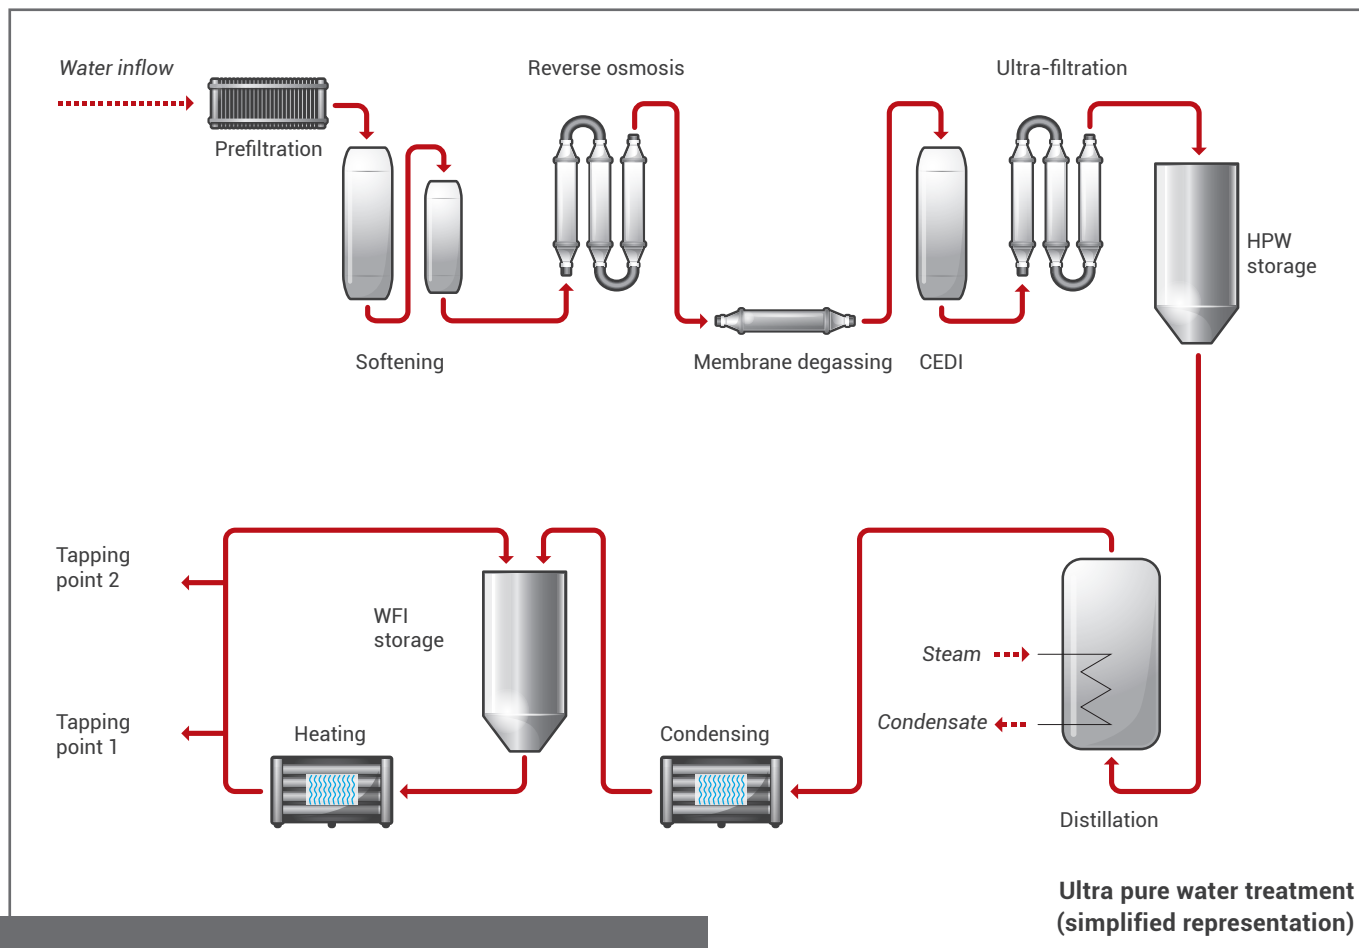 Water inflow
Prefiltration
Softening
Reverse osmosis
Membrane degassing
CEDI
Ultra-filtration
HPW
storage
Tapping
point 2
Tapping
point 1
Heating
WFI
storage
Condensing
Steam
Condensate
Distillation
Ultra pure water treatment
(simplified representation)